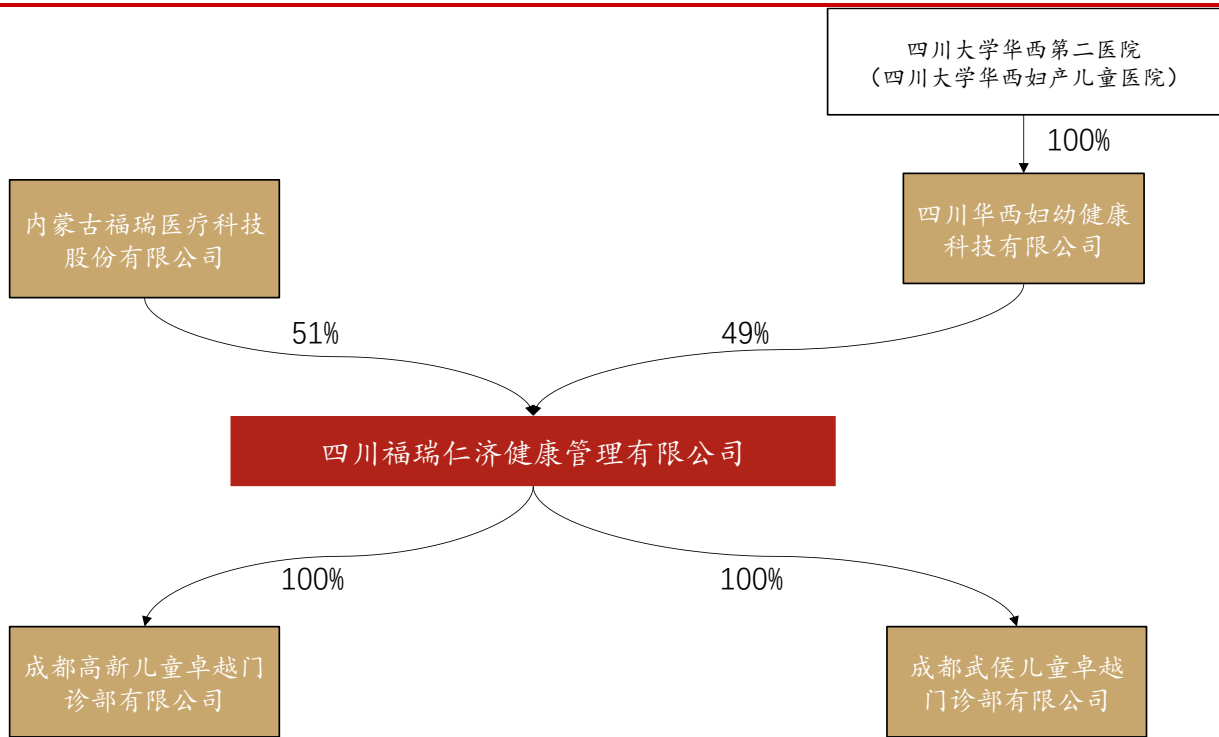 四川大学华西第二医院
（四川大学华西妇产儿童医院）
100%
内蒙古福瑞医疗科技
股份有限公司
四川华西妇幼健康
科技有限公司
51%
49%
四川福瑞仁济健康管理有限公司
100%
100%
成都高新儿童卓越门
诊部有限公司
成都武侯儿童卓越
门诊部有限公司